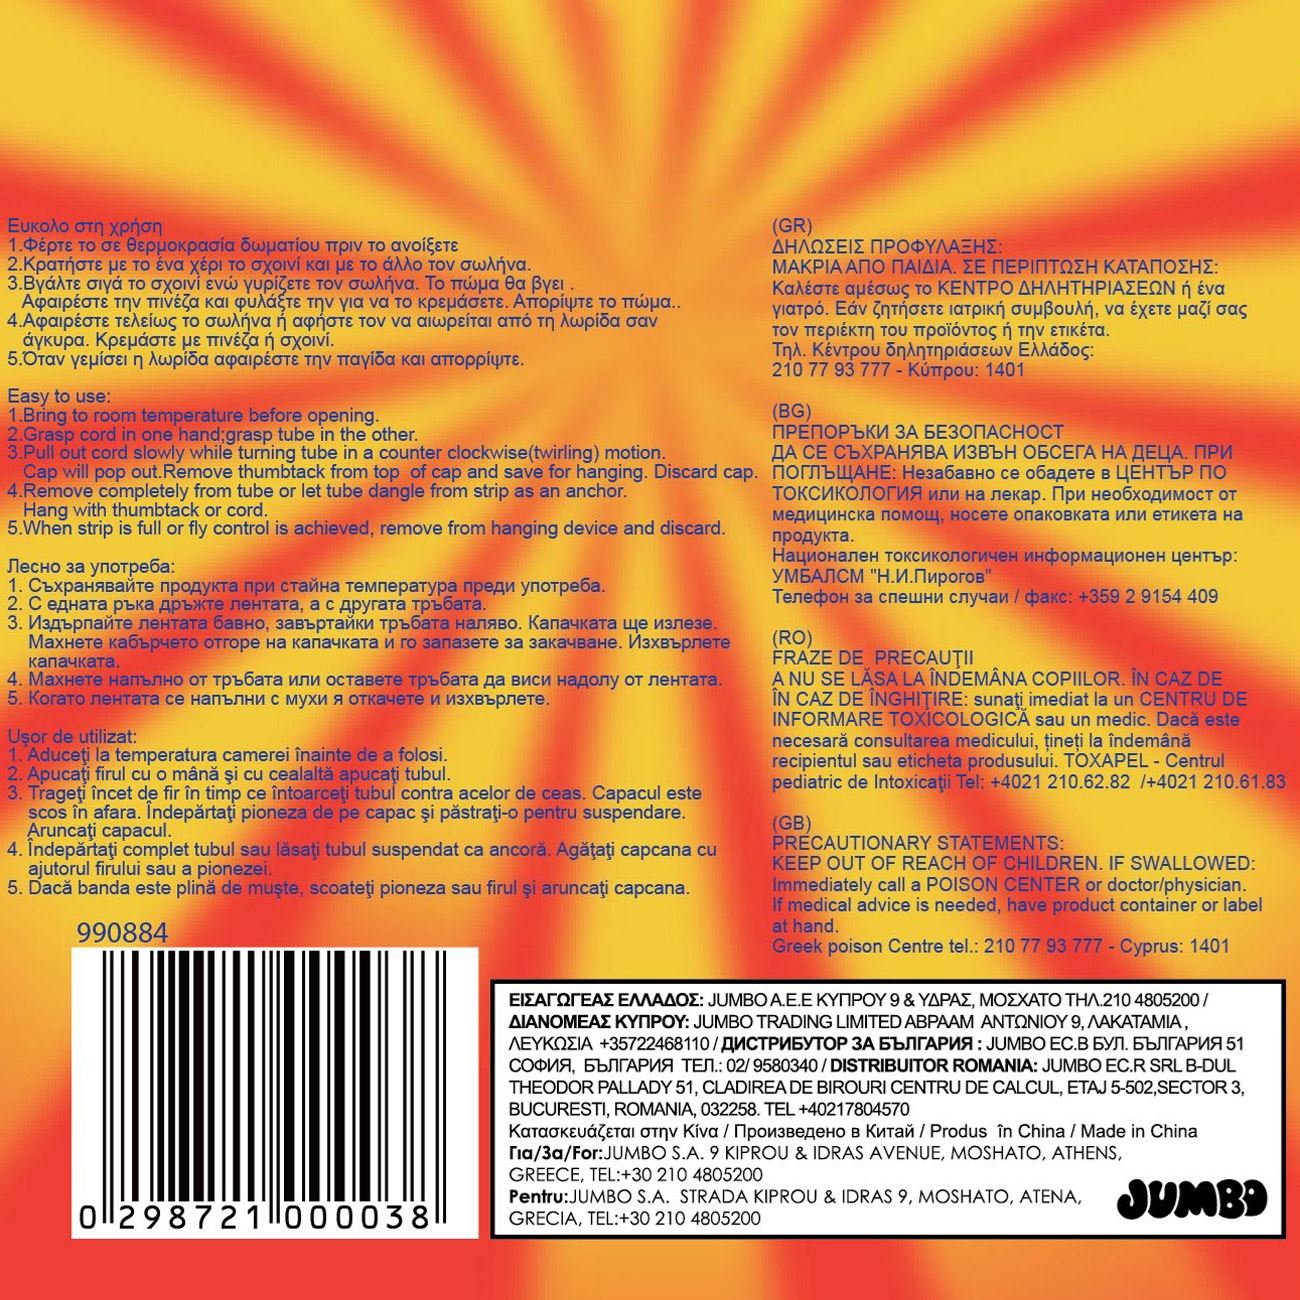 Ευκολο στη χρήση
1.Φέρτε το σε θερμοκρασία δωματίου πριν το ανοίξετε
2.Κρατήστε με το ένα χέρι το σχοινί και με το άλλο τον σωλήνα.
3.Βγάλτε σιγά το σχοινί ενώ γυρίζετε τον σωλήνα. Το πώμα θα βγει .
Αφαιρέστε την πινέζα και φυλάξτε την για να το κρεμάσετε. Απορίψτε το πώμα..
4.Αφαιρέστε τελείως το σωλήνα ή αφήστε τον να αιωρείται από τη λωρίδα σαν
άγκυρα. Κρεμάστε με πινέζα ή σχοινί.
5.Όταν γεμίσει η λωρίδα αφαιρέστε την παγίδα και απορρίψτε.
Easy to use:
1.Bring to room temperature before opening.
2.Grasp cord in one hand;grasp tube in the other.
3.Pull out cord slowly while turning tube in a counter clockwise(twirling) motion.
Cap will pop out.Remove thumbtack from top of cap and save for hanging. Discard cap.
4.Remove completely from tube or let tube dangle from strip as an anchor.
Hang with thumbtack or cord.
5.When strip is full or fly control is achieved, remove from hanging device and discard.
Лесно за употреба:
1. Съхранявайте продукта при стайна температура преди употреба.
2. С едната ръка дръжте лентата, а с другата тръбата.
3. Издърпайте лентата бавно, завъртайки тръбата наляво. Капачката ще излезе.
Махнете кабърчето отгоре на капачката и го запазете за закачване. Изхвърлете
капачката.
4. Махнете напълно от тръбата или оставете тръбата да виси надолу от лентата.
5. Когато лентата се напълни с мухи я откачете и изхвърлете.
Uşor de utilizat:
1. Aduceţi la temperatura camerei înainte de a folosi.
2. Apucaţi firul cu o mână şi cu cealaltă apucaţi tubul.
3. Trageţi încet de fir în timp ce întoarceţi tubul contra acelor de ceas. Capacul este
scos în afara. Îndepărtaţi pioneza de pe capac şi păstraţi-o pentru suspendare.
Aruncaţi capacul.
4. Îndepărtaţi complet tubul sau lăsaţi tubul suspendat ca ancoră. Agăţaţi capcana cu
ajutorul firului sau a pionezei.
5. Dacă banda este plină de muşte, scoateţi pioneza sau firul şi aruncaţi capcana.
990884
0 298721 000038
(GR)
ΔΗΛΩΣΕΙΣ ΠΡΟΦΥΛΑΞΗΣ:
ΜΑΚΡΙΑ ΑΠΟ ΠΑΙΔΙΑ. ΣΕ ΠΕΡΙΠΤΩΣΗ ΚΑΤΑΠΟΣΗΣ:
Καλέστε αμέσως το ΚΕΝΤΡΟ ΔΗΛΗΤΗΡΙΑΣΕΩΝ ή ένα
γιατρό. Εάν ζητήσετε ιατρική συμβουλή, να έχετε μαζί σας
τον περιέκτη του προϊόντος ή την ετικέτα.
Τηλ. Κέντρου δηλητηριάσεων Ελλάδος:
210 77 93 777 - Κύπρου: 1401
(BG)
ПРЕПОРЪКИ ЗА БЕЗОПАСНОСТ
ДА СЕ СЪХРАНЯВА ИЗВЪН ОБСЕГА НА ДЕЦА. ПРИ
ПОГЛЪЩАНЕ: Незабавно се обадете в ЦЕНТЪР ПО
ТОКСИКОЛОГИЯ или на лекар. При необходимост от
медицинска помощ, носете опаковката или етикета на
продукта.
Национален токсикологичен информационен център:
УМБАЛСМ "Н.И.Пирогов"
Телефон за спешни случаи / факс: +359 2 9154 409
(RO)
FRAZE DE PRECAUŢII
A NU SE LĂSA LA ÎNDEMÂNA COPIILOR. ÎN CAZ DE
ÎN CAZ DE ÎNGHIŢIRE: sunaţi imediat la un CENTRU DE
INFORMARE TOXICOLOGICĂ sau un medic. Dacă este
necesară consultarea medicului, țineți la îndemână
recipientul sau eticheta produsului. TOXAPEL - Centrul
pediatric de Intoxicaţii Tel: +4021 210.62.82 /+4021 210.61.83
(GB)
PRECAUTIONARY STATEMENTS:
KEEP OUT OF REACH OF CHILDREN. IF SWALLOWED:
Immediately call a POISON CENTER or doctor/physician.
If medical advice is needed, have product container or label
at hand.
Greek poison Centre tel.: 210 77 93 777 - Cyprus: 1401
ΕΙΣΑΓΩΓΕΑΣ ΕΛΛΑΔΟΣ: JUMBO A.E.E ΚΥΠΡΟΥ 9 & ΥΔΡΑΣ, ΜΟΣΧΑΤΟ ΤΗΛ.210 4805200 /
ΔΙΑΝΟΜΕΑΣ ΚΥΠΡΟΥ: JUMBO TRADING LIMITED ΑΒΡΑΑΜ ΑΝΤΩΝΙΟΥ 9, ΛΑΚΑΤΑΜΙΑ ,
ΛΕΥΚΩΣΙΑ +35722468110 / ДИСТРИБУТОР ЗА БЪЛГАРИЯ : JUMBO EC.B БУЛ. БЪЛГАРИЯ 51
СОФИЯ, БЪЛГАРИЯ ТЕЛ.: 02/ 9580340 / DISTRIBUITOR ROMANIA: JUMBO EC.R SRL B-DUL
THEODOR PALLADY 51, CLADIREA DE BIROURI CENTRU DE CALCUL, ETAJ 5-502,SECTOR 3,
BUCURESTI, ROMANIA, 032258. TEL +40217804570
Κατασκευάζεται στην Κίνα / Произведено в Китай / Produs în China / Made in China
Για/За/For:JUMBO S.A. 9 KIPROU & IDRAS AVENUE, MOSHATO, ATHENS,
GREECE, TEL:+30 210 4805200
Pentru:JUMBO S.A. STRADA KIPROU & IDRAS 9, MOSHATO, ATENA,
GRECIA, TEL:+30 210 4805200
JUMBO